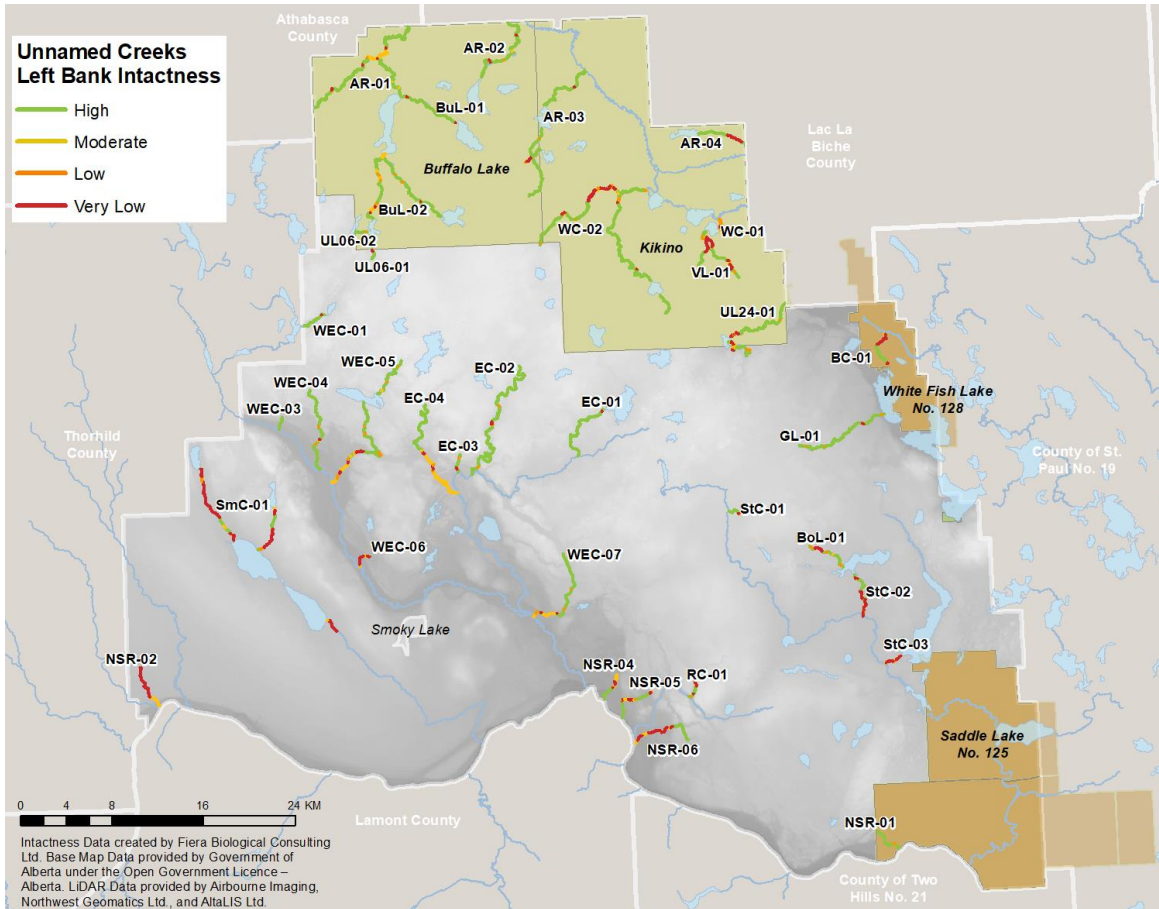 Unnamed Creeks
Left Bank Intactness
High
Moderate
Low
Very Low
Athabasca
County
AR-02
AR-01
BuL-01
AR-03
Lac La
Biche
County
AR-04
Buffalo Lake
BuL-02
WC-02
WC-01
UL06-02
Kikino
UL06-01
VL-01
UL24-01
WEC-01
BC-01
WEC-05
EC-02
White Fish Lake
No. 128
WEC-04
EC-04
EC-01
WEC-03
GL-01
Thorhild
County
EC-03
County of St.
Paul No. 19
SmC-01
StC-01
BoL-01
WEC-06
WEC-07
StC-02
Smoky Lake
StC-03
NSR-02
NSR-04
RC-01
NSR-05
Saddle Lake
No. 125
NSR-06
0 4 8 16 24 KM
Lamont County
NSR-01
Intactness Data created by Fiera Biological Consulting
Ltd. Base Map Data provided by Government of
Alberta under the Open Government Licence –
Alberta. LiDAR Data provided by Airbourne Imaging,
Northwest Geomatics Ltd., and AltaLIS Ltd.
County of Two
Hills No. 21